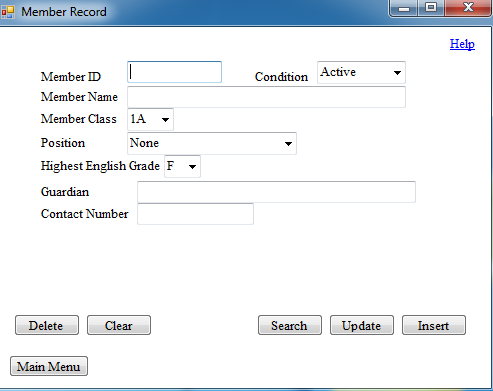 Member Record
Help
Member ID Condition Active
Member Name
Member Class 1A
Position None
Highest English Grade F
Guardian
Contact Number
Delete Clear Search Update Insert
Main Menu